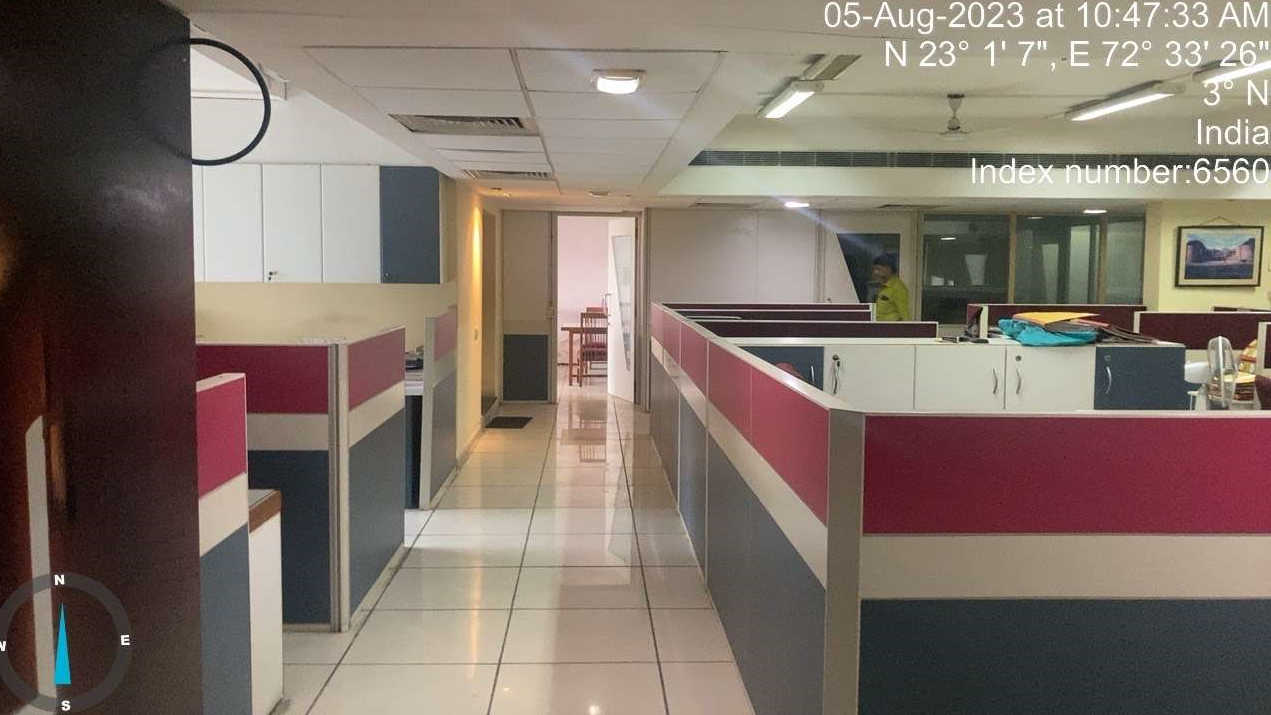 05-Aug-2023 at 10:47:33 AM
N 23° 1' 7", E 72° 33' 26"
3° N
India
Index number:6560
N
W
E
S